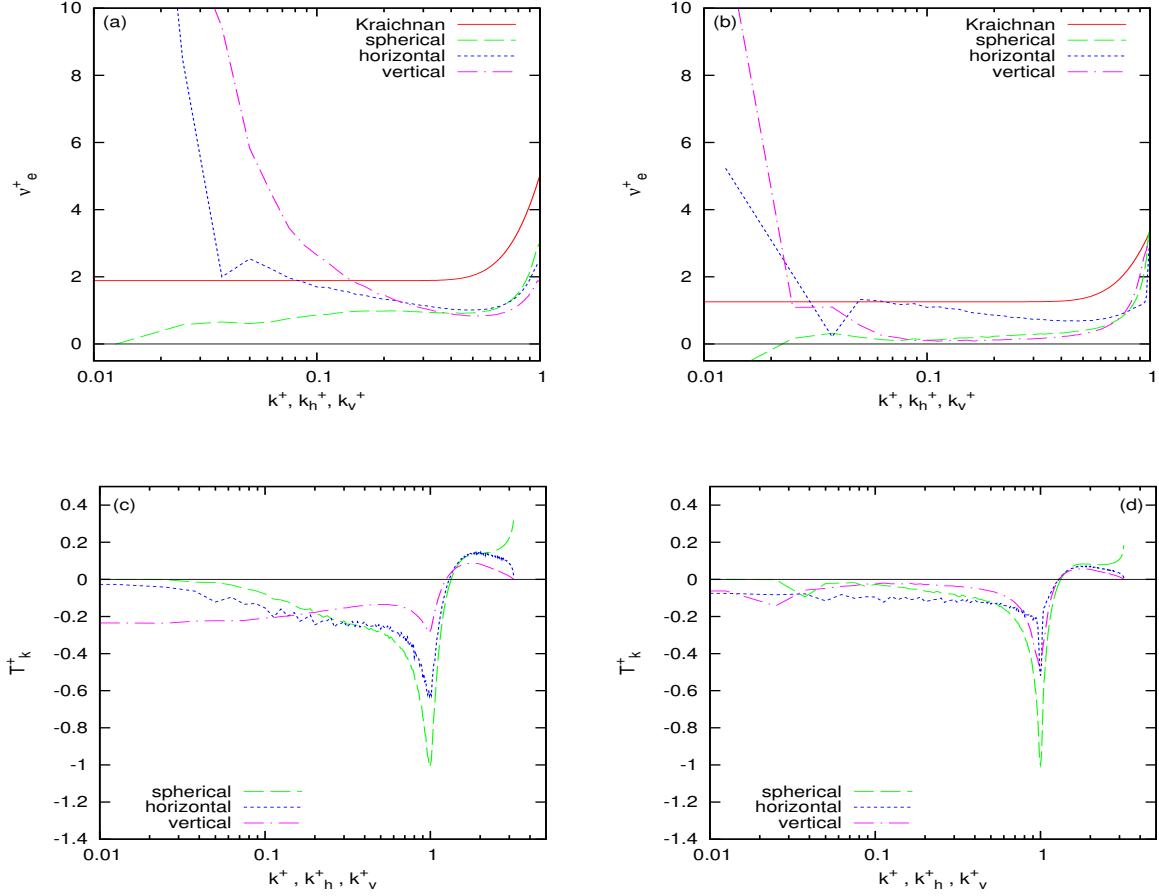 (a)
Kraichnan
spherical
horizontal
vertical
10
8
6
4
2
0
ν⁺ₑ
0.01 0.1 1
k⁺, kₕ⁺, kᵥ⁺
(b)
Kraichnan
spherical
horizontal
vertical
10
8
6
4
2
0
ν⁺ₑ
0.01 0.1 1
k⁺, kₕ⁺, kᵥ⁺
(c)
0.4
0.2
0
-0.2
-0.4
-0.6
-0.8
-1
-1.2
-1.4
T⁺ₖ
spherical
horizontal
vertical
0.01 0.1 1
k⁺, k⁺ₕ, k⁺ᵥ
(d)
0.4
0.2
0
-0.2
-0.4
-0.6
-0.8
-1
-1.2
-1.4
T⁺ₖ
spherical
horizontal
vertical
0.01 0.1 1
k⁺, k⁺ₕ, k⁺ᵥ